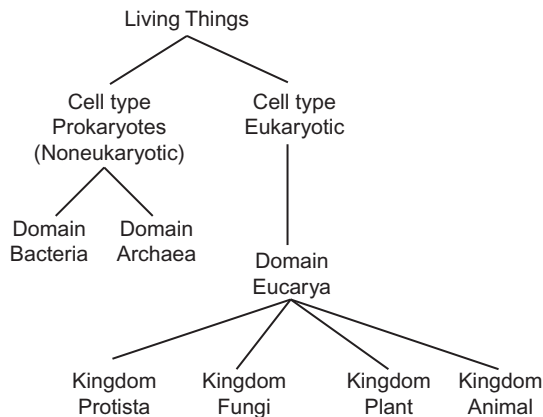 Living Things
Cell type
Prokaryotes
(Noneukaryotic)
Cell type
Eukaryotic
Domain
Bacteria
Domain
Archaea
Domain
Eucarya
Kingdom
Protista
Kingdom
Fungi
Kingdom
Plant
Kingdom
Animal